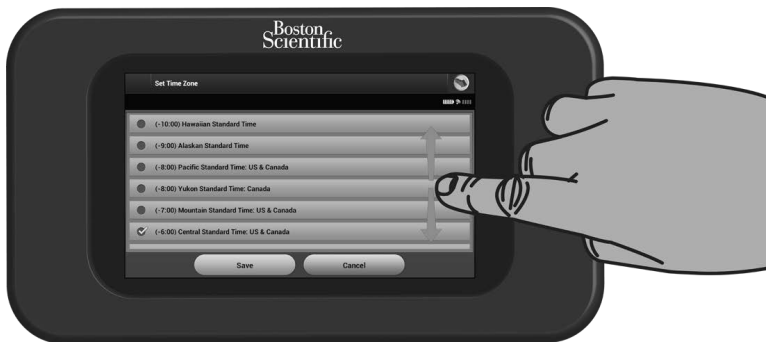 Boston
Scientific
Set Time Zone
(-10:00) Hawaiian Standard Time
(-9:00) Alaskan Standard Time
(-8:00) Pacific Standard Time: US & Canada
(-8:00) Yukon Standard Time: Canada
(-7:00) Mountain Standard Time: US & Canada
(-6:00) Central Standard Time: US & Canada
Save Cancel